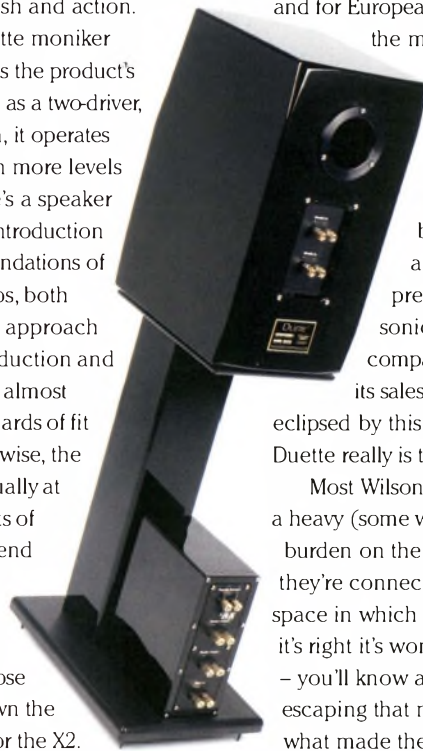 sh and action.
tte moniker
s the product's
as a two-driver,
, it operates
n more levels
e's a speaker
ntroduction
ndations of
os, both
approach
duction and
almost
ards of fit
wise, the
ually at
ks of
end
ose
wn the
or the X2.
and for Europea
the m
b
a
pre
sonic
compa
its sales
eclipsed by this
Duette really is t
Most Wilson
a heavy (some w
burden on the
they're connec
space in which
it's right it's wor
– you'll know a
escaping that r
what made the
Duette